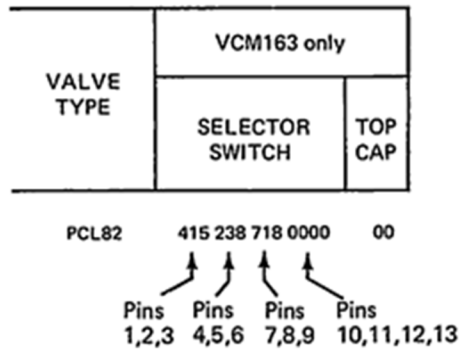 VCM163 only
VALVE
TYPE
SELECTOR
SWITCH
TOP
CAP
PCL82 415 238 718 0000 00
Pins Pins Pins Pins
1,2,3 4,5,6 7,8,9 10,11,12,13